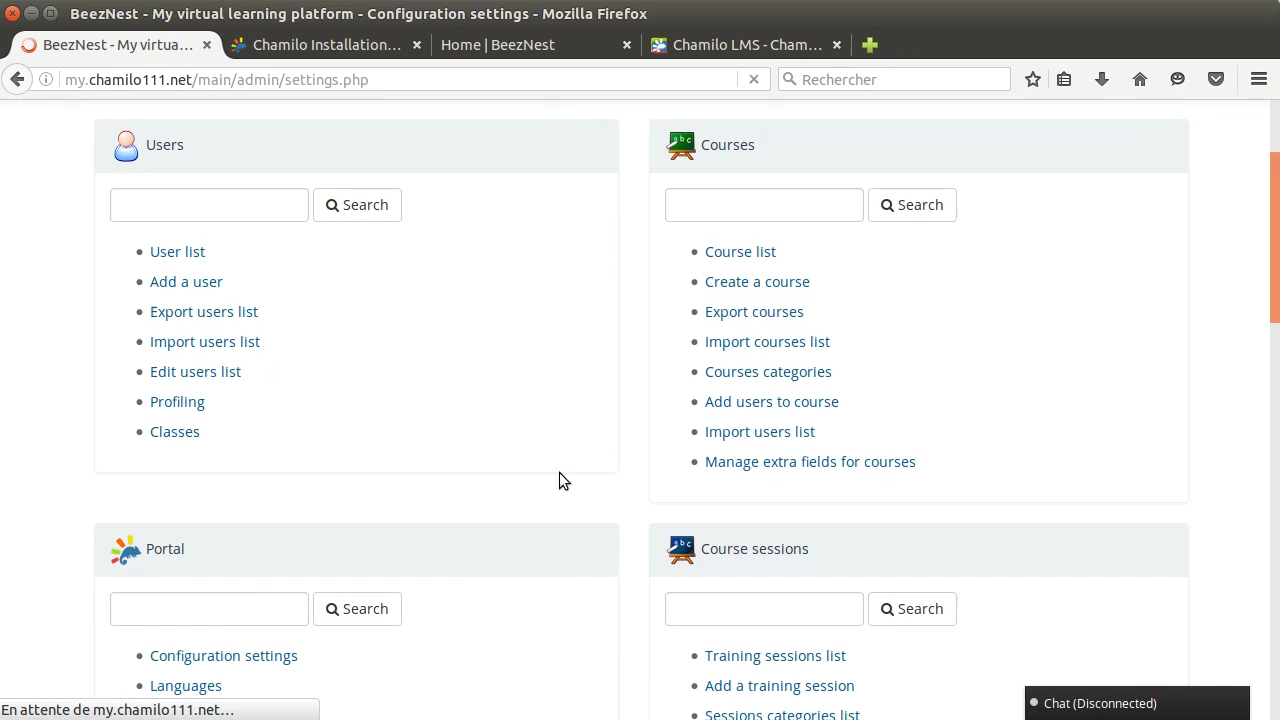 BeezNest - My virtual learning platform - Configuration settings - Mozilla Firefox
BeezNest - My virtua...
Chamilo Installation...
Home | BeezNest
Chamilo LMS - Cham...
my.chamilo111.net/main/admin/settings.php
Rechercher
Users
Search
User list
Add a user
Export users list
Import users list
Edit users list
Profiling
Classes
Courses
Search
Course list
Create a course
Export courses
Import courses list
Courses categories
Add users to course
Import users list
Manage extra fields for courses
Portal
Search
Configuration settings
Languages
Course sessions
Search
Training sessions list
Add a training session
Sessions categories list
En attente de my.chamilo111.net...
Chat (Disconnected)